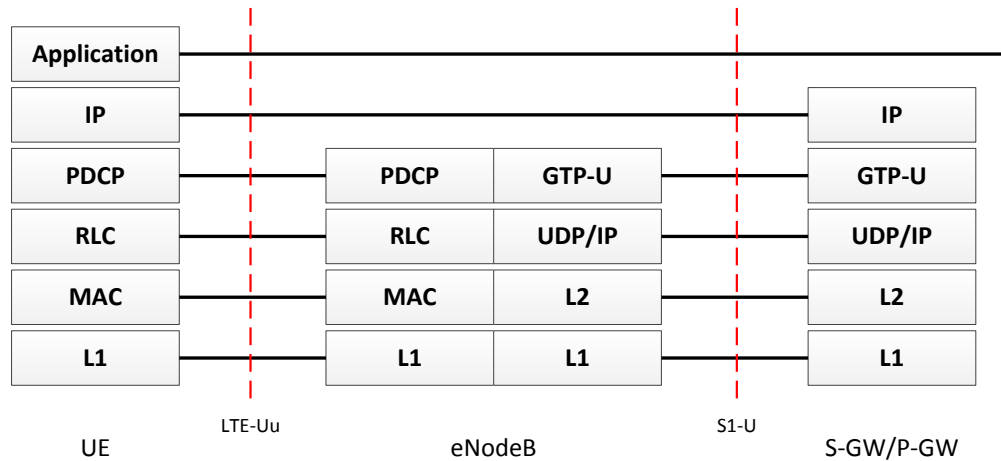 Application
IP IP
PDCP PDCP GTP-U GTP-U
RLC RLC UDP/IP UDP/IP
MAC MAC L2 L2
L1 L1 L1 L1
LTE-Uu S1-U
UE eNodeB S-GW/P-GW